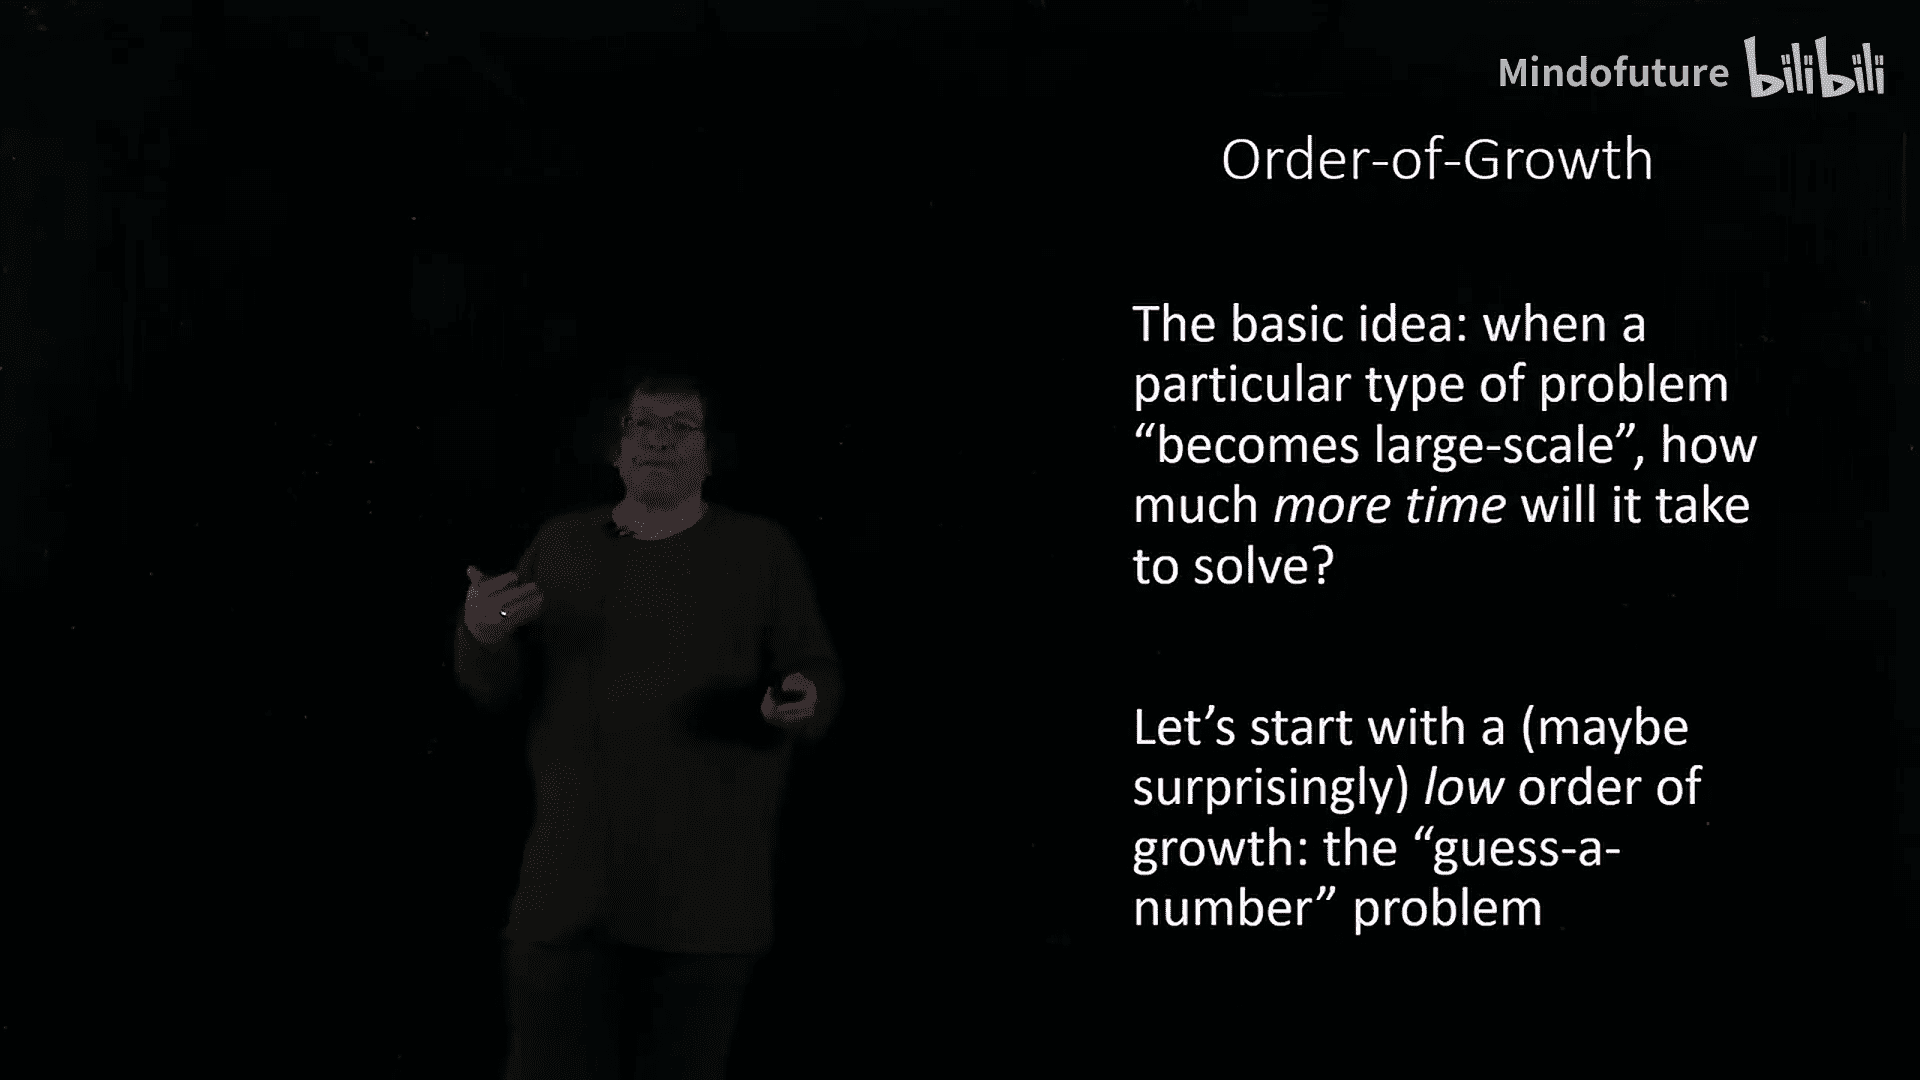 Mindofuture bilibili
Order-of-Growth
The basic idea: when a
particular type of problem
“becomes large-scale”, how
much more time will it take
to solve?
Let’s start with a (maybe
surprisingly) low order of
growth: the “guess-a-
number” problem